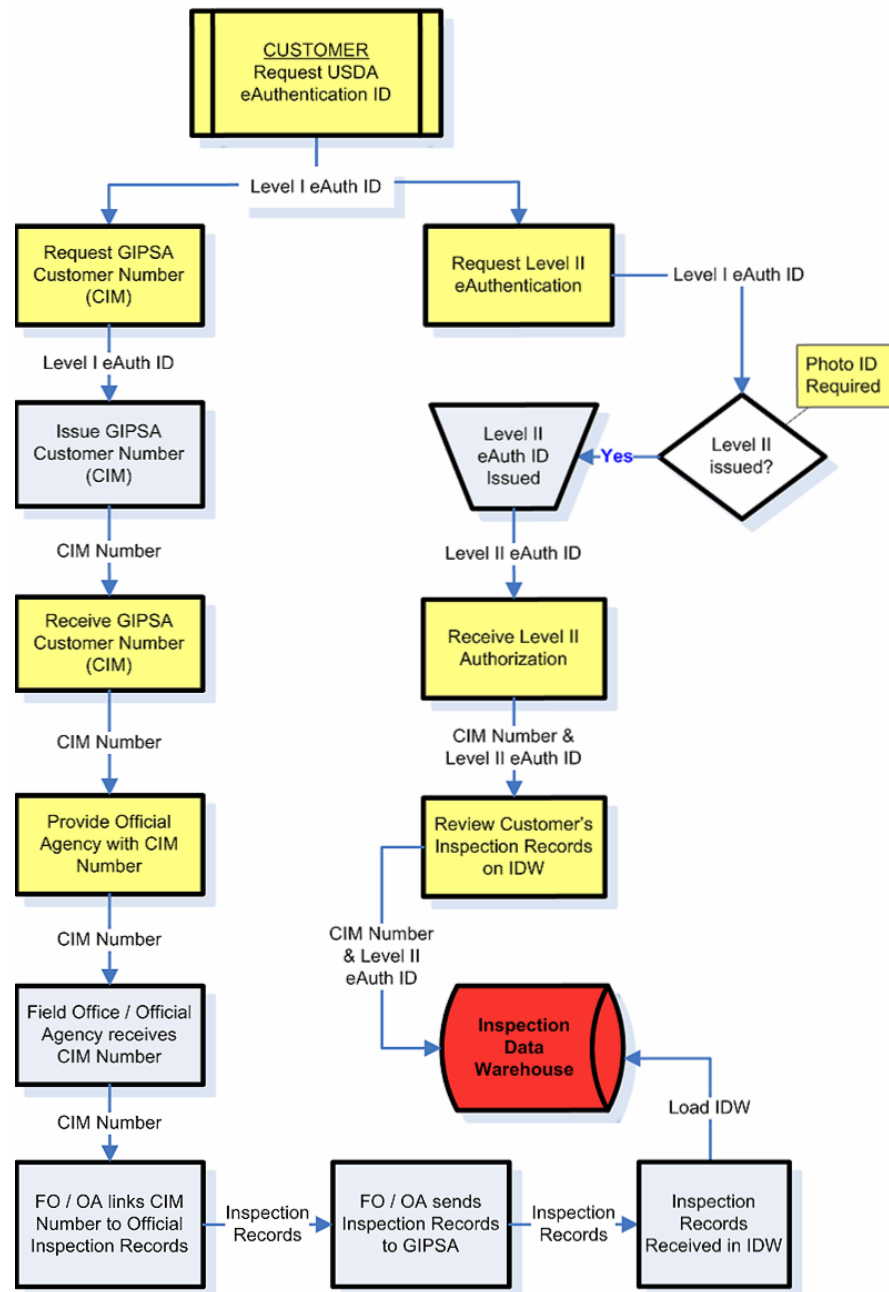 CUSTOMER
Request USDA
eAuthentication ID
Level I eAuth ID
Request GIPSA
Customer Number
(CIM)
Request Level II
eAuthentication
Level I eAuth ID
Level I eAuth ID
Photo ID
Required
Issue GIPSA
Customer Number
(CIM)
Level II
eAuth ID
Issued
Yes
Level II
issued?
CIM Number
Level II eAuth ID
Receive GIPSA
Customer Number
(CIM)
Receive Level II
Authorization
CIM Number
CIM Number &
Level II eAuth ID
Provide Official
Agency with CIM
Number
Review Customer's
Inspection Records
on IDW
CIM Number
CIM Number
& Level II
eAuth ID
Field Office / Official
Agency receives
CIM Number
Inspection
Data
Warehouse
CIM Number
Load IDW
FO / OA links CIM
Number to Official
Inspection Records
Inspection
Records
FO / OA sends
Inspection Records
to GIPSA
Inspection
Records
Inspection
Records
Received in IDW